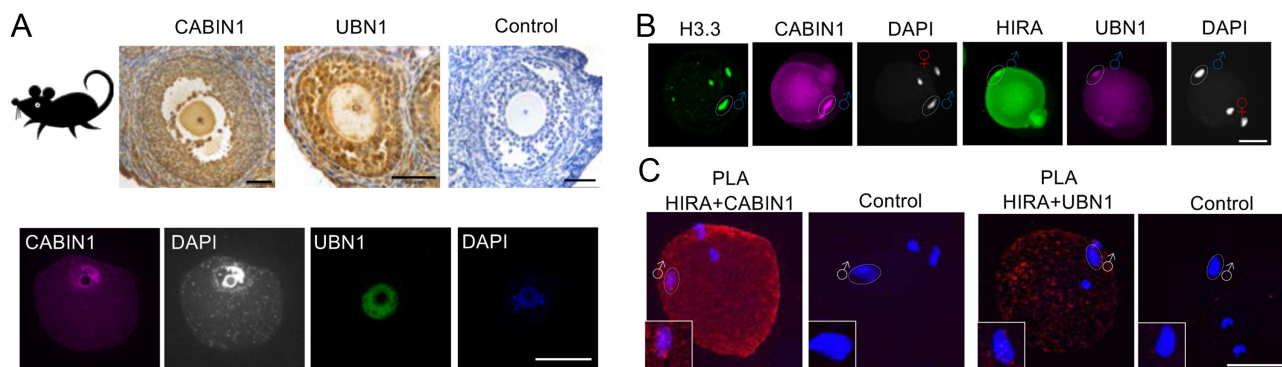 A
CABIN1 UBN1 Control
CABIN1 DAPI UBN1 DAPI
B
H3.3 CABIN1 DAPI HIRA UBN1 DAPI
♂ ♂ ♀ ♂ ♂ ♂ ♂ ♀
C
PLA
HIRA+CABIN1 Control
PLA
HIRA+UBN1 Control
♂ ♂ ♂ ♂